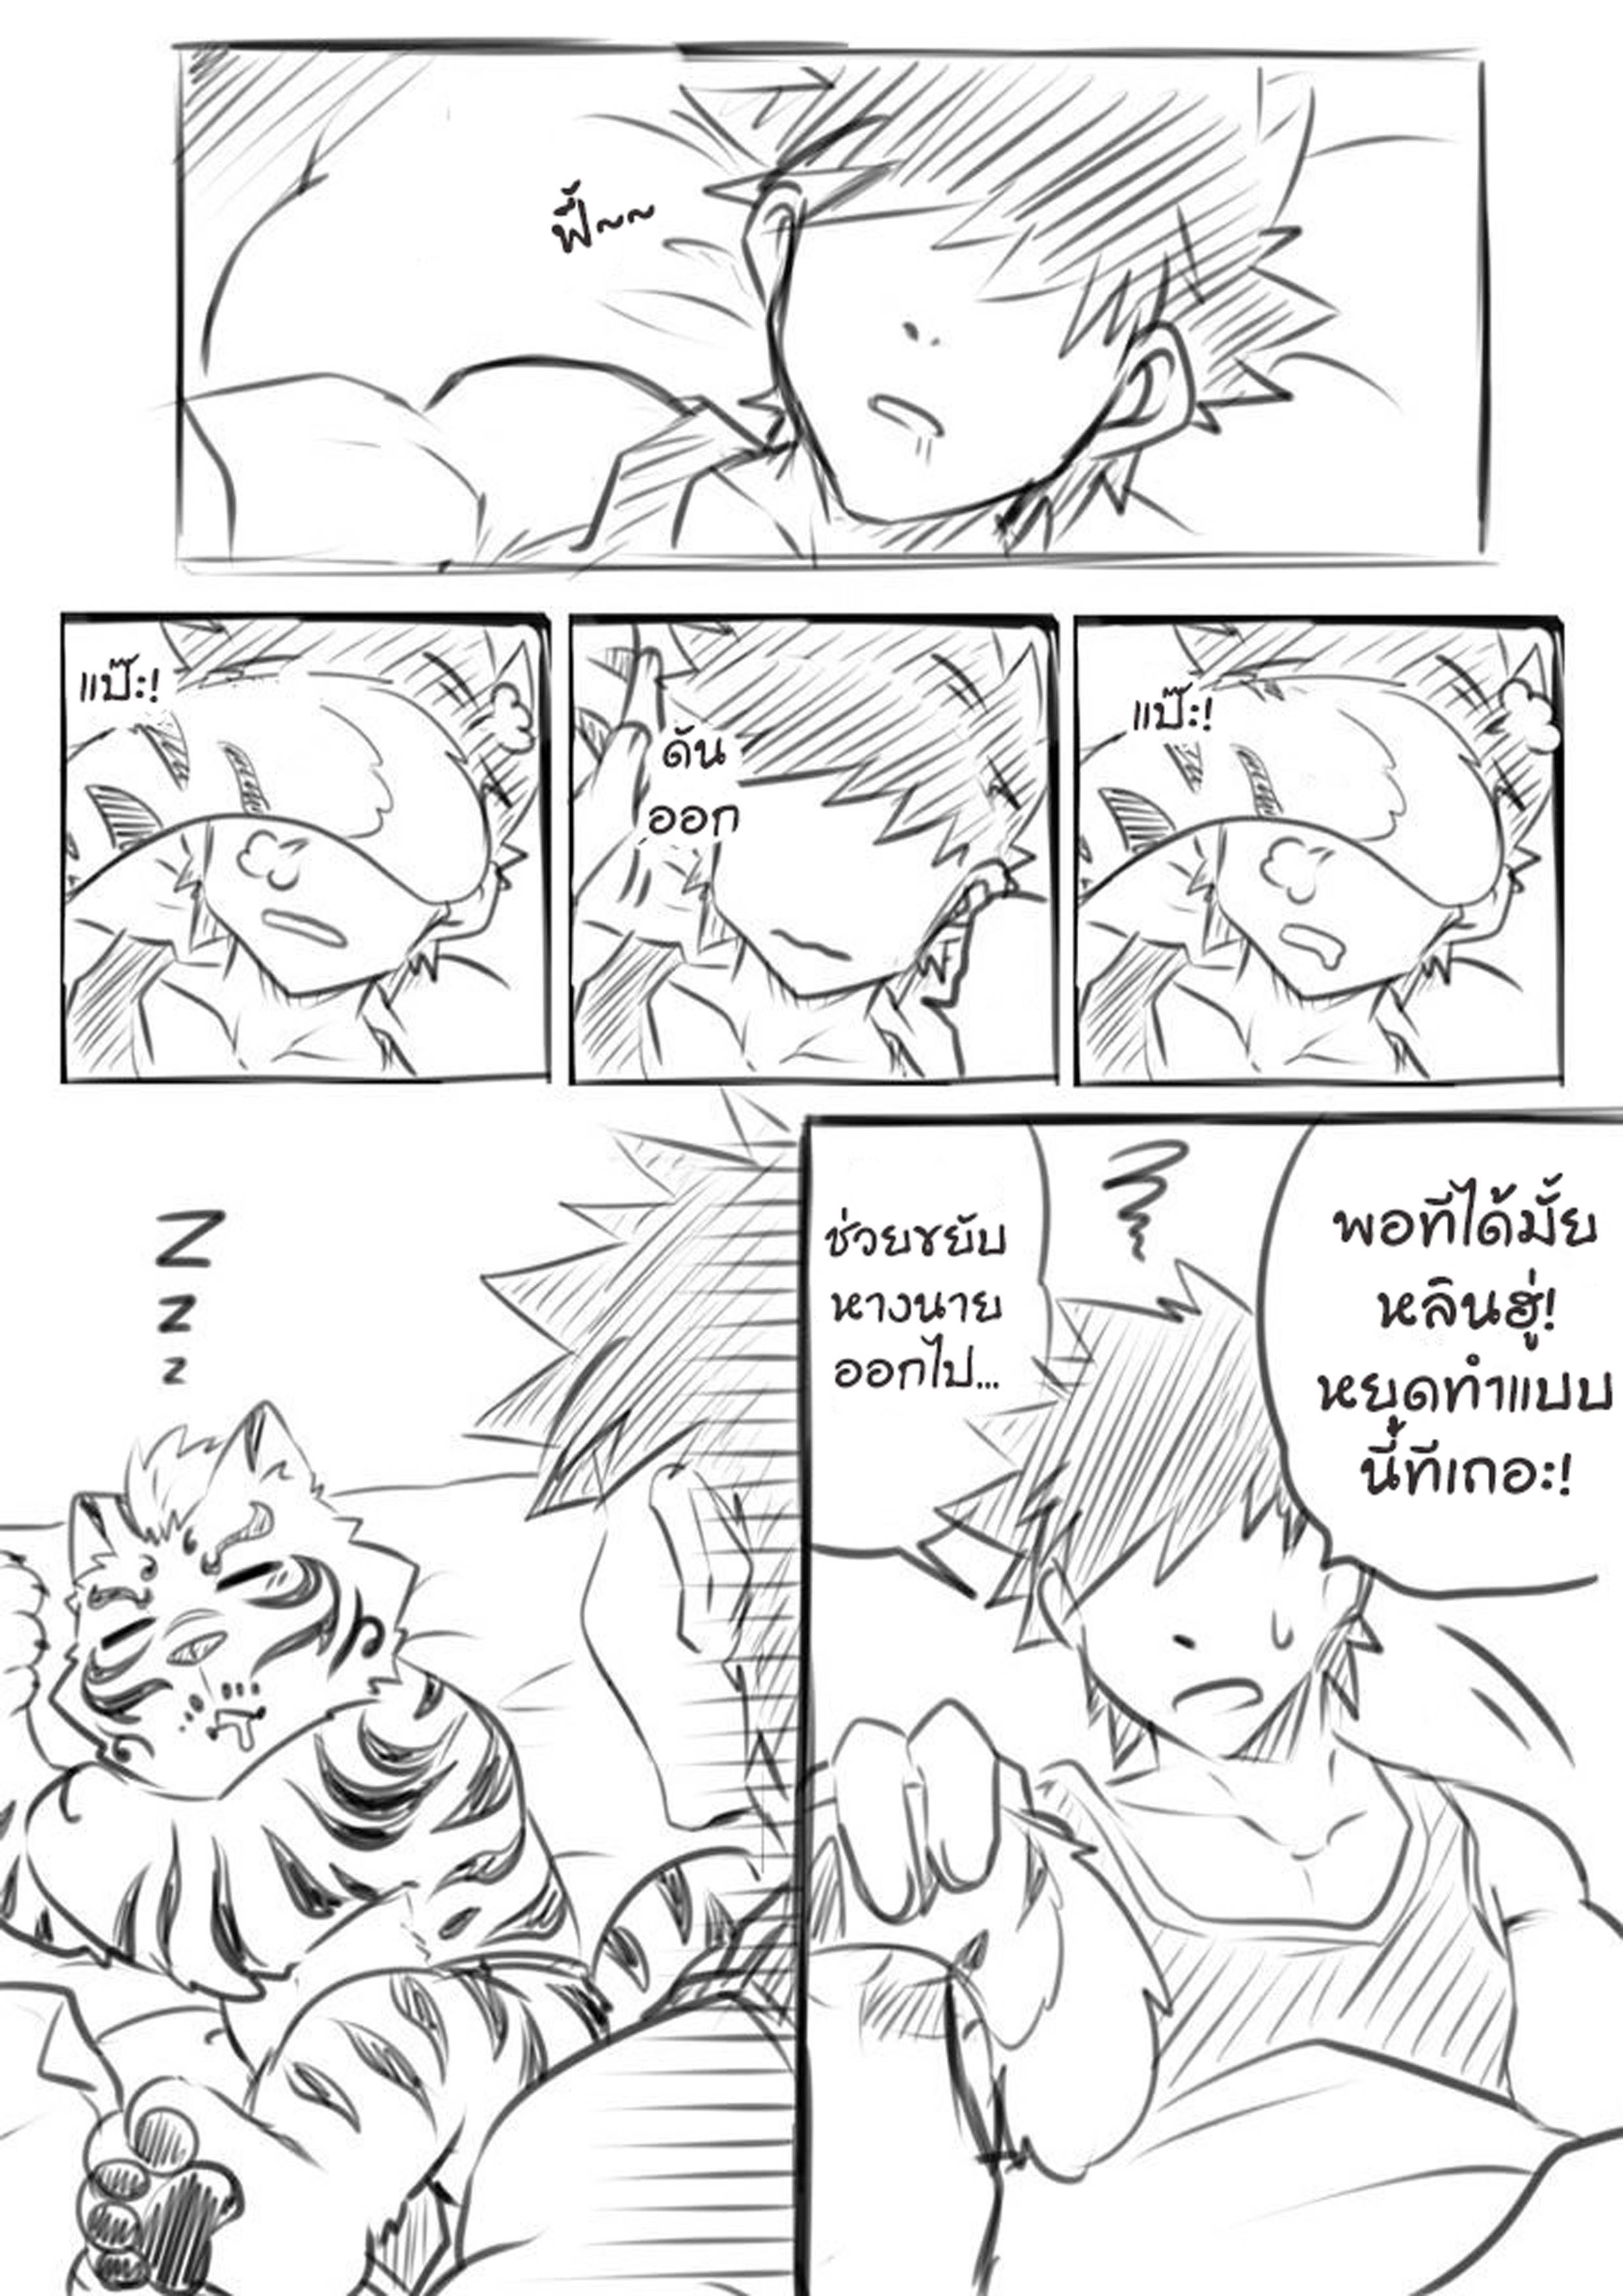 ฟี้~~
แป๊ะ!
ดัน
ออก
แป๊ะ!
Z
z
z
ช่วยขยับ
หางนาย
ออกไป...
พอทีได้มั้ย
หลินฮู่!
หยุดทำแบบ
นี้ทีเถอะ!